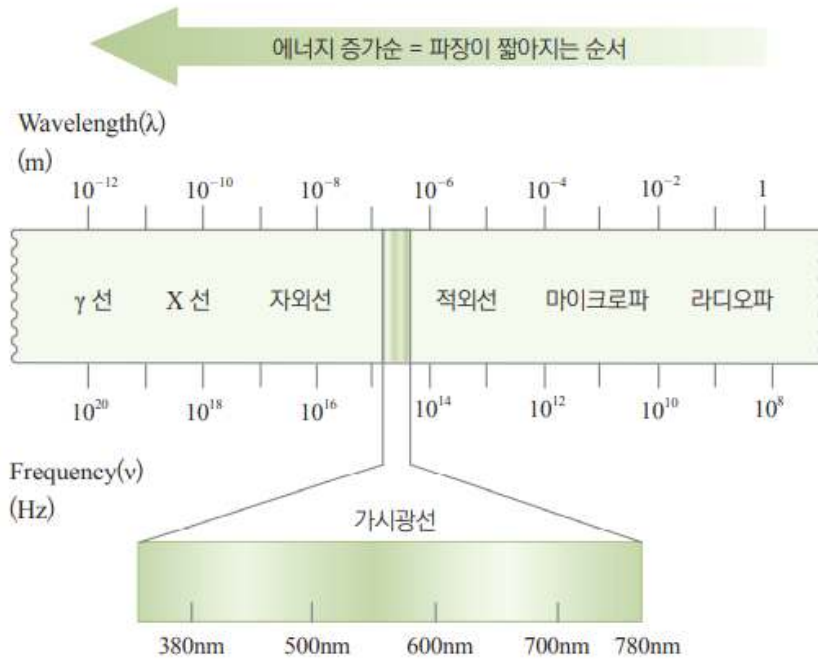 에너지 증가순 = 파장이 짧아지는 순서
Wavelength(λ)
(m)
10⁻¹² 10⁻¹⁰ 10⁻⁸ 10⁻⁶ 10⁻⁴ 10⁻² 1
γ 선 X 선 자외선 적외선 마이크로파 라디오파
10²⁰ 10¹⁸ 10¹⁶ 10¹⁴ 10¹² 10¹⁰ 10⁸
Frequency(ν)
(Hz)
가시광선
380nm 500nm 600nm 700nm 780nm